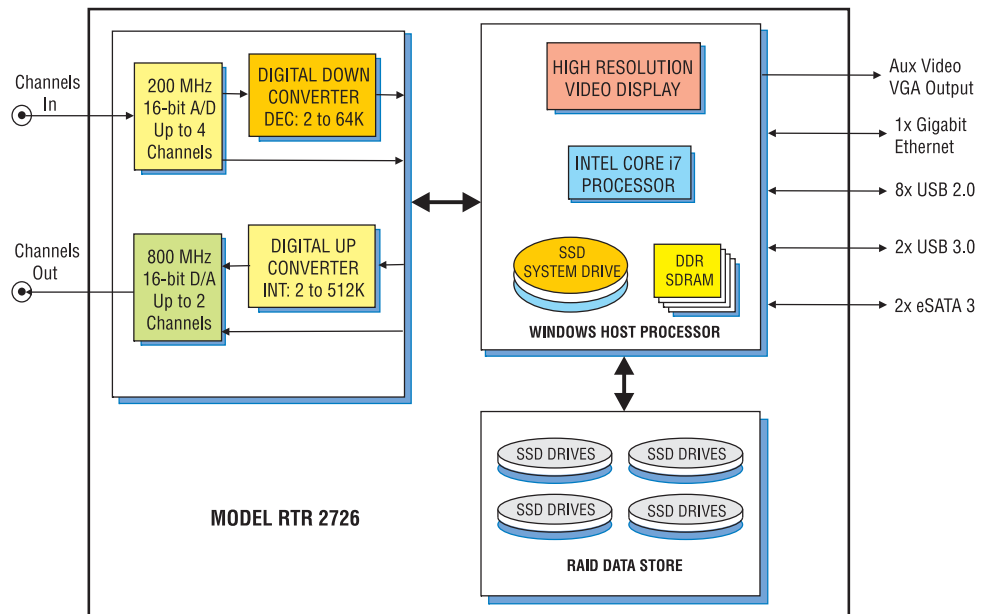 Channels
In
200 MHz
16-bit A/D
Up to 4
Channels
DIGITAL DOWN
CONVERTER
DEC: 2 to 64K
Channels
Out
800 MHz
16-bit D/A
Up to 2
Channels
DIGITAL UP
CONVERTER
INT: 2 to 512K
HIGH RESOLUTION
VIDEO DISPLAY
INTEL CORE i7
PROCESSOR
SSD
SYSTEM DRIVE
DDR
SDRAM
WINDOWS HOST PROCESSOR
Aux Video
VGA Output
1x Gigabit
Ethernet
8x USB 2.0
2x USB 3.0
2x eSATA 3
SSD DRIVES
SSD DRIVES
SSD DRIVES
SSD DRIVES
RAID DATA STORE
MODEL RTR 2726